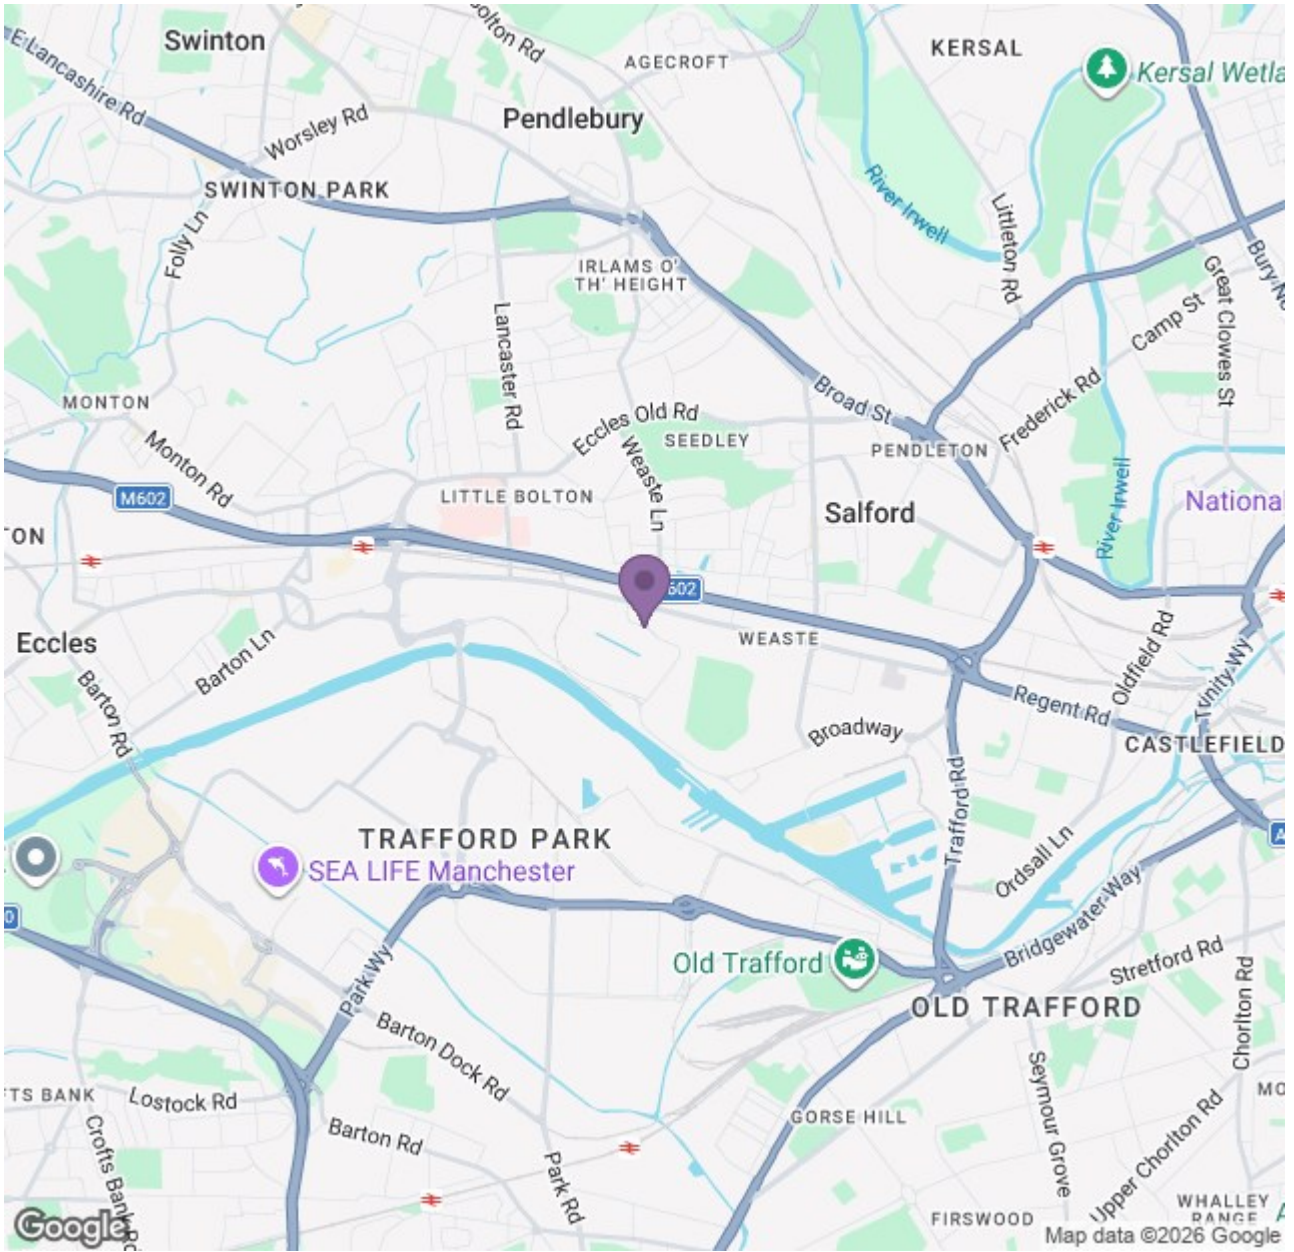 Swinton
Bolton Rd
AGECROFT
KERSAL
Kersal Wetla
E Lancashire Rd
Worsley Rd
Pendlebury
SWINTON PARK
River Irwell
Littleton Rd
Folly Ln
IRLAMS O'
TH' HEIGHT
Great Clowes St
Camp St
Lancaster Rd
Broad St
Frederick Rd
MONTON
Eccles Old Rd
SEEDLEY
PENDLETON
Monton Rd
Weaste Ln
M602
LITTLE BOLTON
Salford
River Irwell
National
TON
602
Eccles
Barton Ln
WEASTE
Oldfield Rd
Trinity Wy
Barton Rd
Regent Rd
Broadway
CASTLEFIELD
Trafford Rd
TRAFFORD PARK
SEA LIFE Manchester
Ordsall Ln
A
0
Bridgewater Way
Old Trafford
Stretford Rd
Park Wy
OLD TRAFFORD
Chorlton Rd
Barton Dock Rd
Seymour Grove
FTS BANK
Lostock Rd
MO
GORSE HILL
Crofts Bank Rd
Barton Rd
Park Rd
Upper Chorlton Rd
WHALLEY
RANGE
FIRSWOOD
Google
Map data ©2026 Google